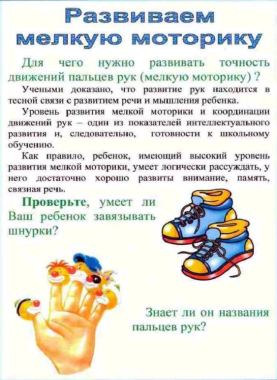 Развиваем
мелкую моторику
Для чего нужно развивать точность
движений пальцев рук (мелкую моторику) ?
Учеными доказано, что развитие рук находится в
тесной связи с развитием речи и мышления ребенка.
Уровень развития мелкой моторики и координации
движений рук – один из показателей интеллектуального
развития и, следовательно, готовности к школьному
обучению.
Как правило, ребенок, имеющий высокий уровень
развития мелкой моторики, умеет логически рассуждать, у
него достаточно хорошо развиты внимание, память,
связная речь.
Проверьте, умеет ли
Ваш ребенок завязывать
шнурки?
Знает ли он названия
пальцев рук?